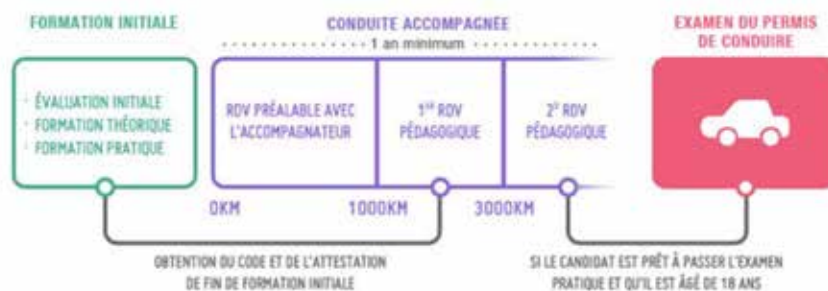 FORMATION INITIALE
CONDUITE ACCOMPAGNÉE
1 an minimum
EXAMEN DU PERMIS
DE CONDUIRE
· ÉVALUATION INITIALE
· FORMATION THÉORIQUE
· FORMATION PRATIQUE
RDV PRÉALABLE AVEC
L'ACCOMPAGNATEUR
1ER RDV
PÉDAGOGIQUE
2E RDV
PÉDAGOGIQUE
0KM
1000KM
3000KM
OBTENTION DU CODE ET DE L'ATTESTATION
DE FIN DE FORMATION INITIALE
SI LE CANDIDAT EST PRÊT À PASSER L'EXAMEN
PRATIQUE ET QU'IL EST ÂGÉ DE 18 ANS